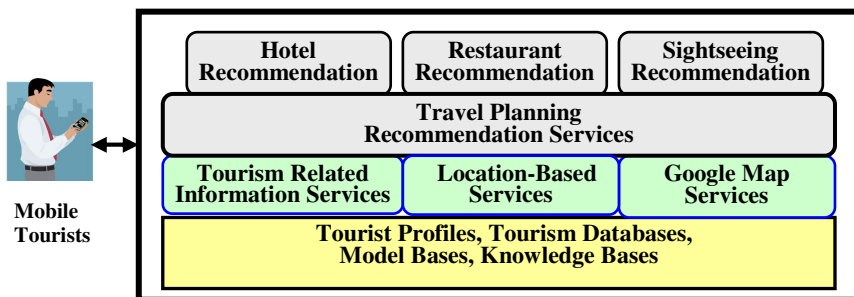 Hotel
Recommendation
Restaurant
Recommendation
Sightseeing
Recommendation
Travel Planning
Recommendation Services
Tourism Related
Information Services
Location-Based
Services
Google Map
Services
Mobile
Tourists
Tourist Profiles, Tourism Databases,
Model Bases, Knowledge Bases